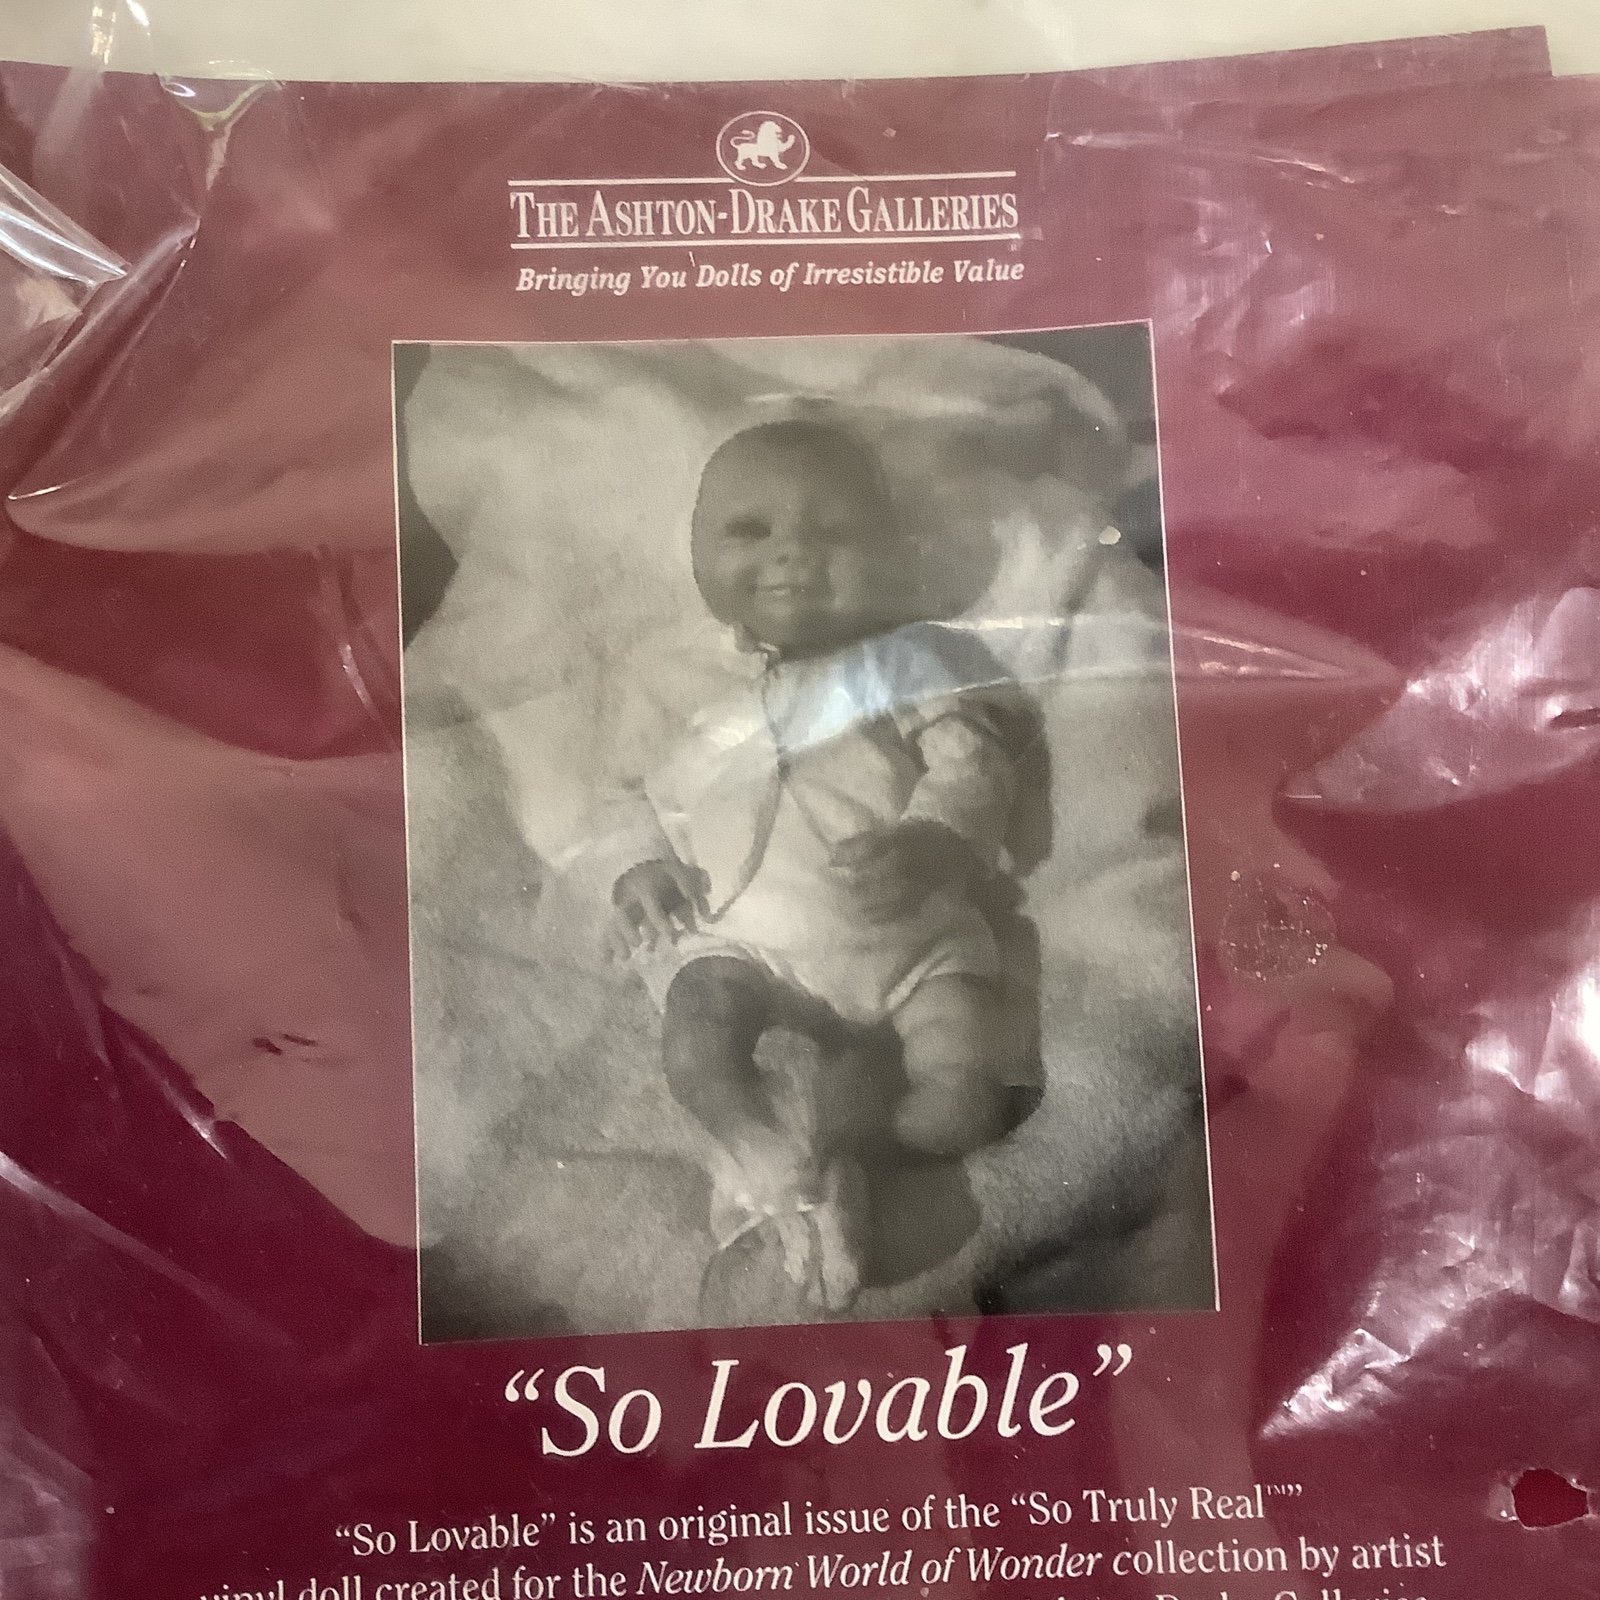 THE ASHTON-DRAKE GALLERIES
Bringing You Dolls of Irresistible Value
“So Lovable”
“So Lovable” is an original issue of the “So Truly Real™”
vinyl doll created for the Newborn World of Wonder collection by artist